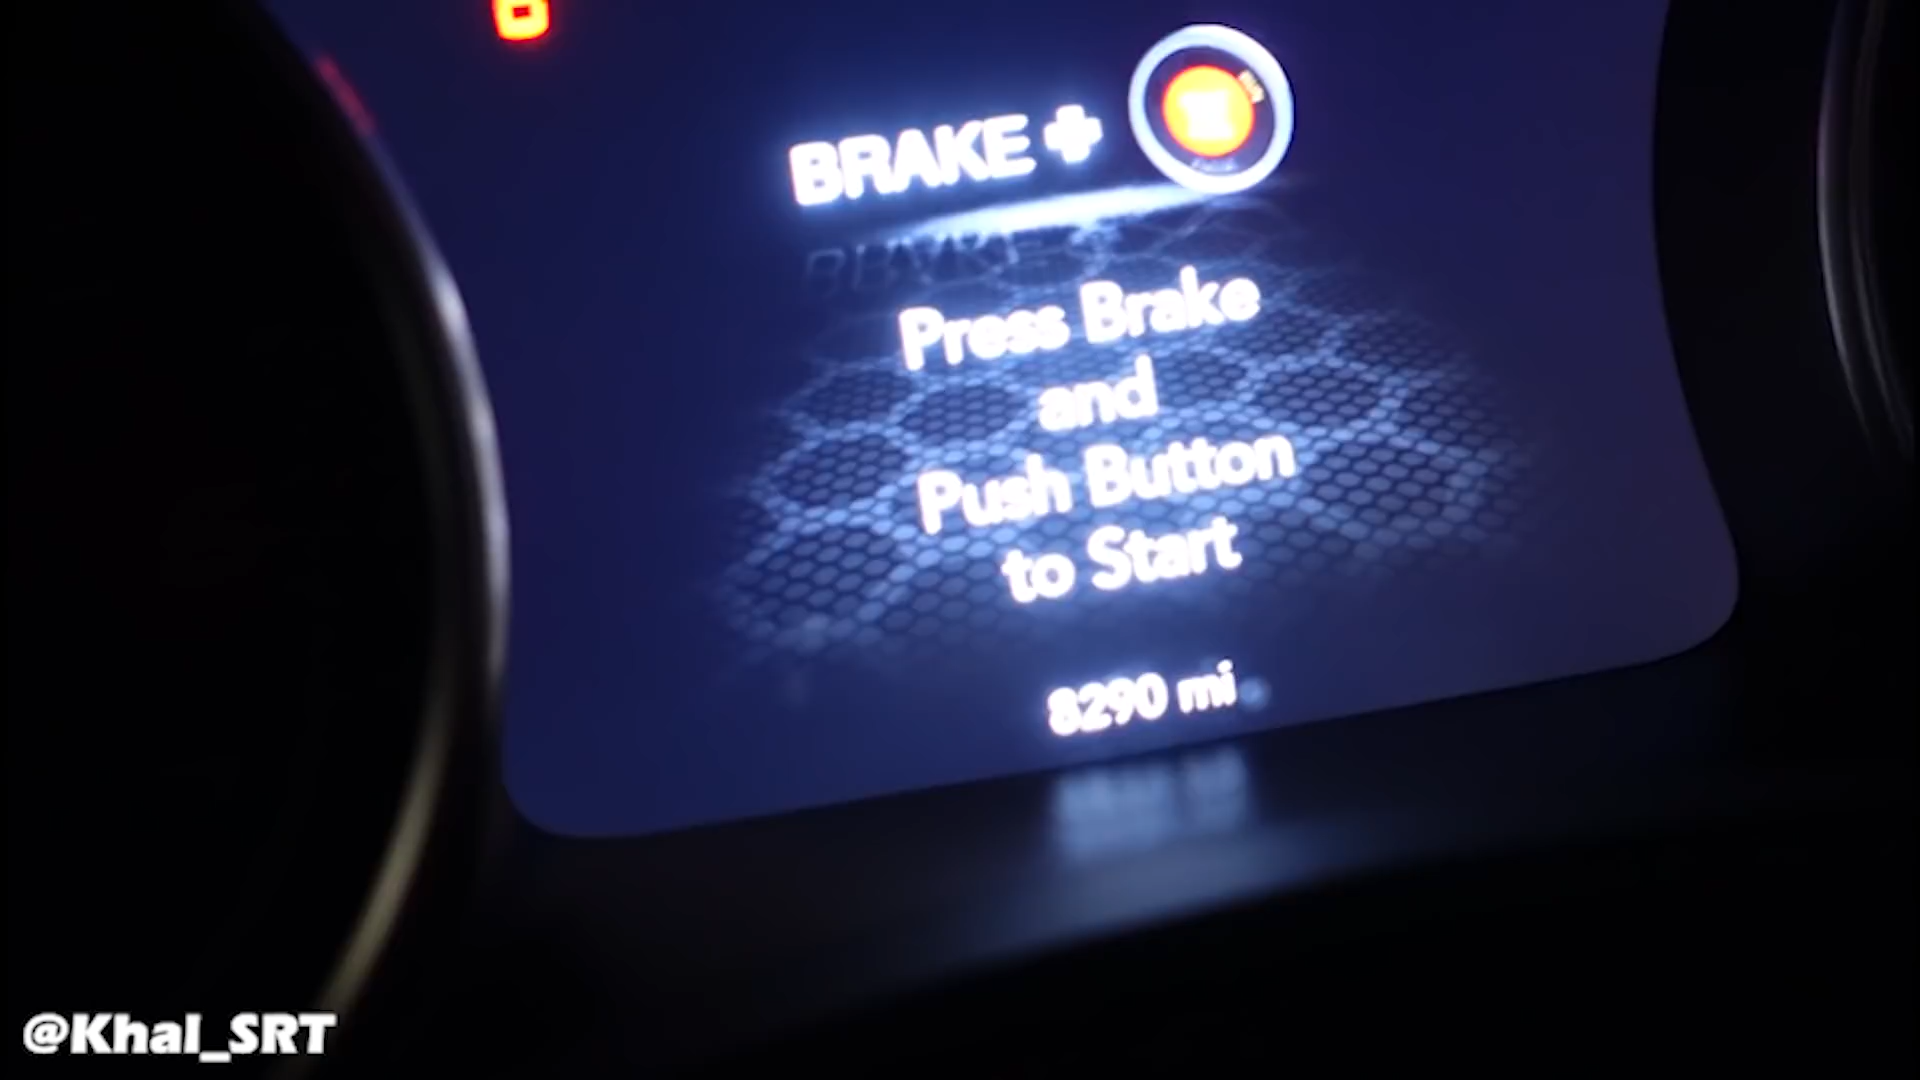 BRAKE +
Press Brake
and
Push Button
to Start
8290 mi
@Khal_SRT